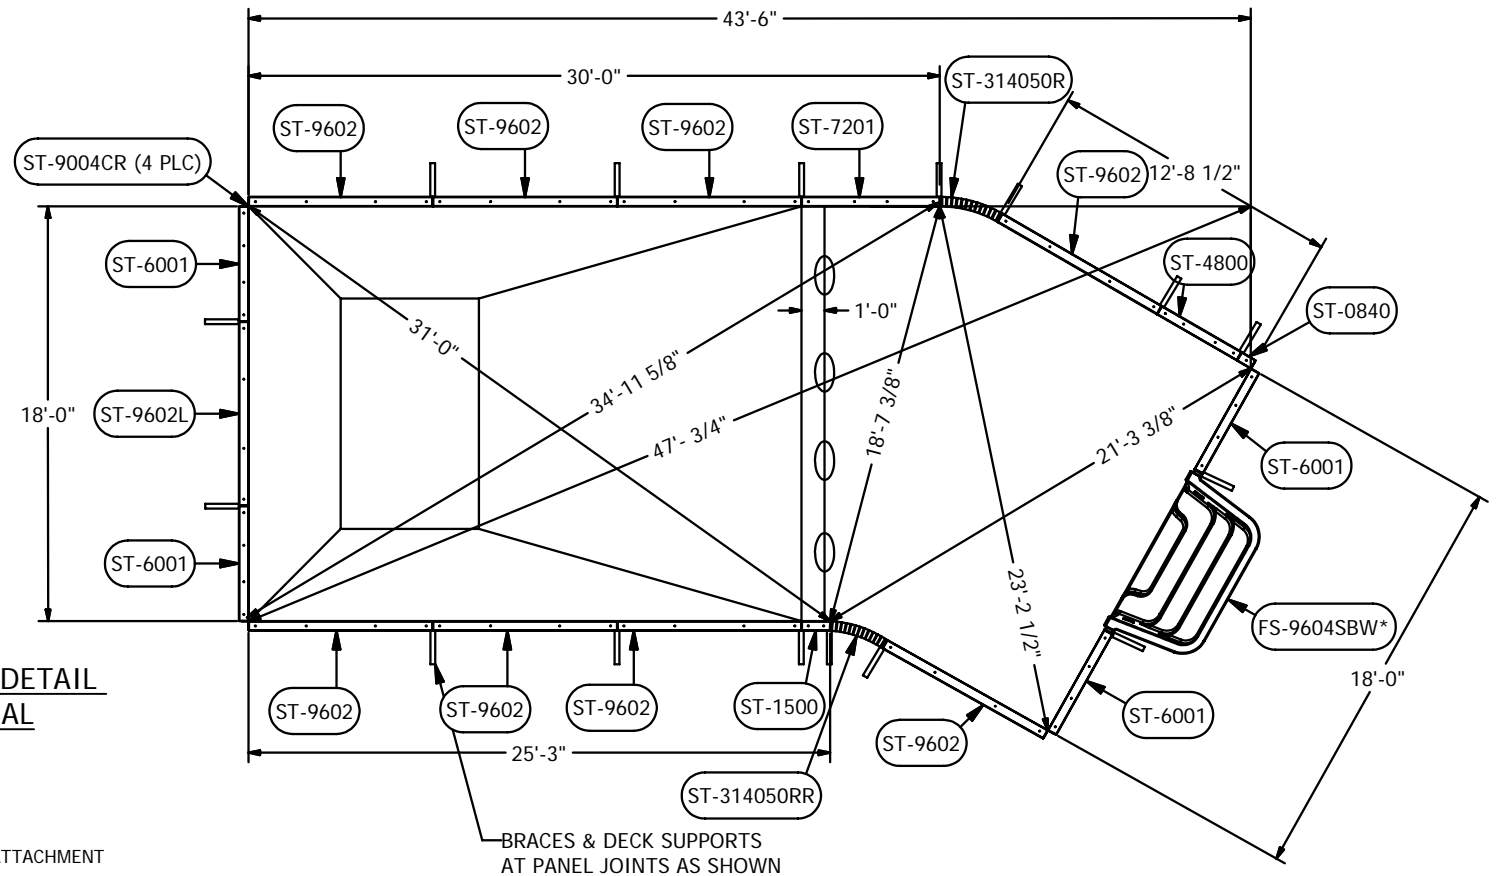 43'-6"
30'-0"
ST-314050R
ST-9602
ST-9602
ST-9602
ST-7201
ST-9004CR (4 PLC)
ST-9602
12'-8 1/2"
ST-6001
ST-4800
1'-0"
ST-0840
31'-0"
34'-11 5/8"
18'-7 3/8"
47'- 3/4"
18'-0"
ST-9602L
21'-3 3/8"
ST-6001
ST-6001
23'-2 1/2"
FS-9604SBW*
18'-0"
DETAIL
AL
ST-9602
ST-9602
ST-9602
ST-1500
ST-6001
ST-9602
25'-3"
ST-314050RR
BRACES & DECK SUPPORTS
AT PANEL JOINTS AS SHOWN
TTACHMENT